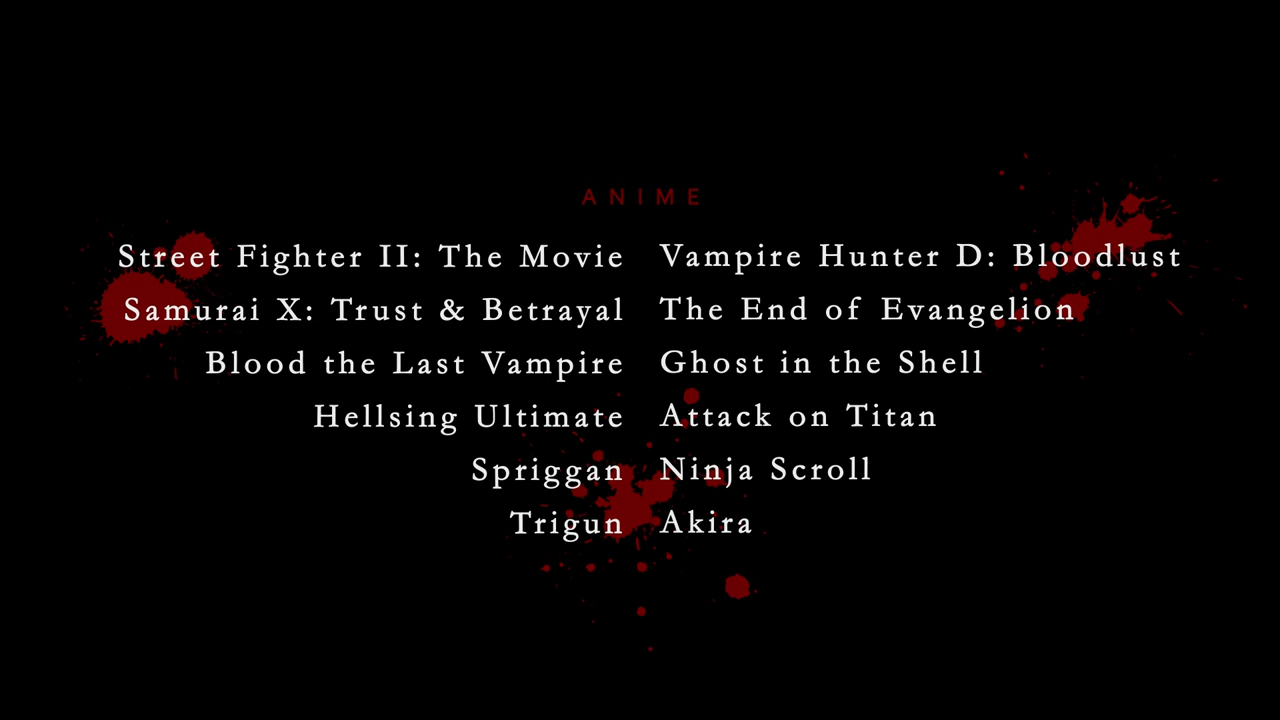 ANIME
Street Fighter II: The Movie
Samurai X: Trust & Betrayal
Blood the Last Vampire
Hellsing Ultimate
Spriggan
Trigun
Vampire Hunter D: Bloodlust
The End of Evangelion
Ghost in the Shell
Attack on Titan
Ninja Scroll
Akira